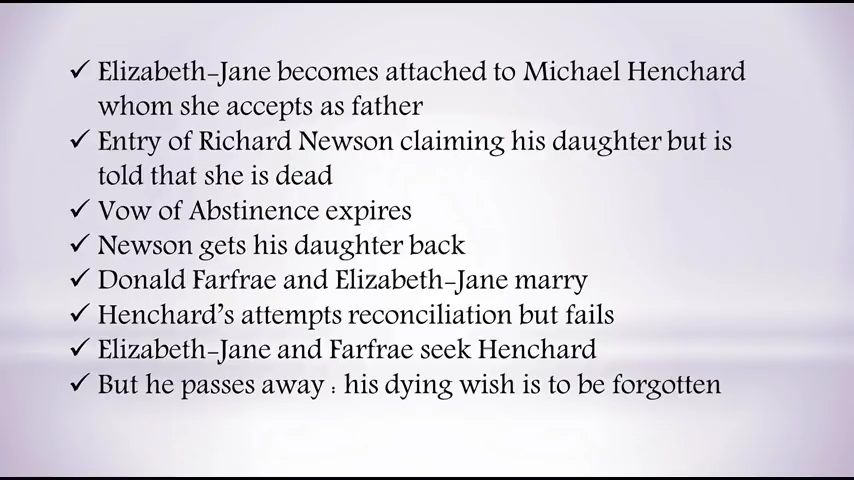 ✓ Elizabeth-Jane becomes attached to Michael Henchard
whom she accepts as father
✓ Entry of Richard Newson claiming his daughter but is
told that she is dead
✓ Vow of Abstinence expires
✓ Newson gets his daughter back
✓ Donald Farfrae and Elizabeth-Jane marry
✓ Henchard's attempts reconciliation but fails
✓ Elizabeth-Jane and Farfrae seek Henchard
✓ But he passes away : his dying wish is to be forgotten